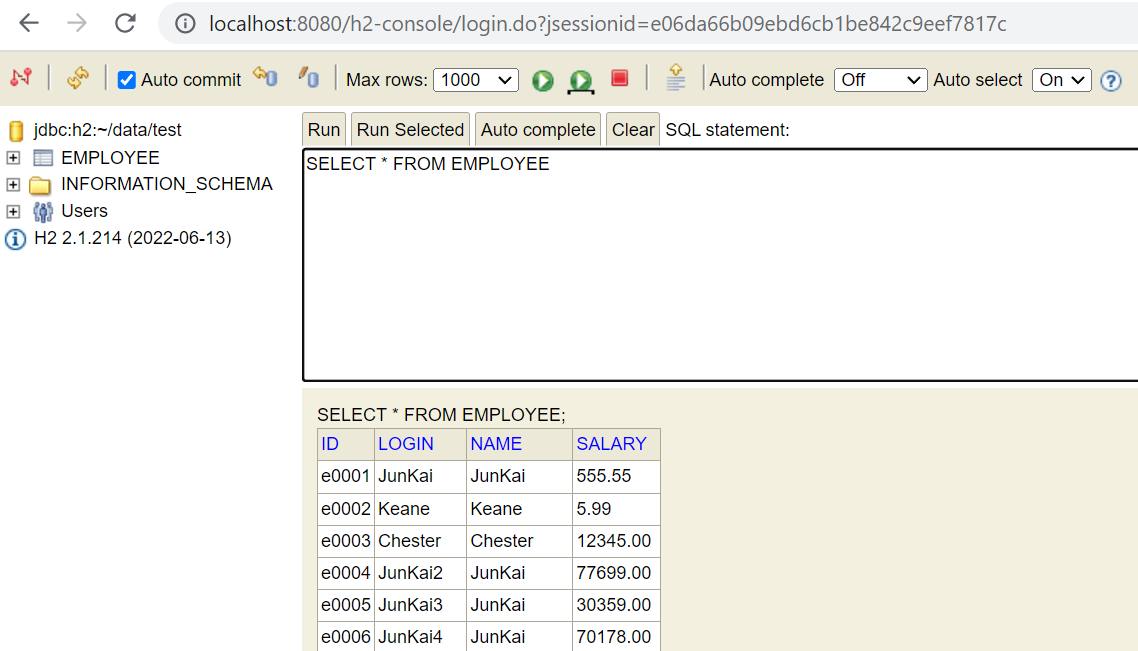 localhost:8080/h2-console/login.do?jsessionid=e06da66b09ebd6cb1be842c9eef7817c
Auto commit Max rows: 1000 Auto complete Off Auto select On ?
jdbc:h2:~/data/test
EMPLOYEE
INFORMATION_SCHEMA
Users
H2 2.1.214 (2022-06-13)
Run Run Selected Auto complete Clear SQL statement:
SELECT * FROM EMPLOYEE
SELECT * FROM EMPLOYEE;
ID LOGIN NAME SALARY
e0001 JunKai JunKai 555.55
e0002 Keane Keane 5.99
e0003 Chester Chester 12345.00
e0004 JunKai2 JunKai 77699.00
e0005 JunKai3 JunKai 30359.00
e0006 JunKai4 JunKai 70178.00